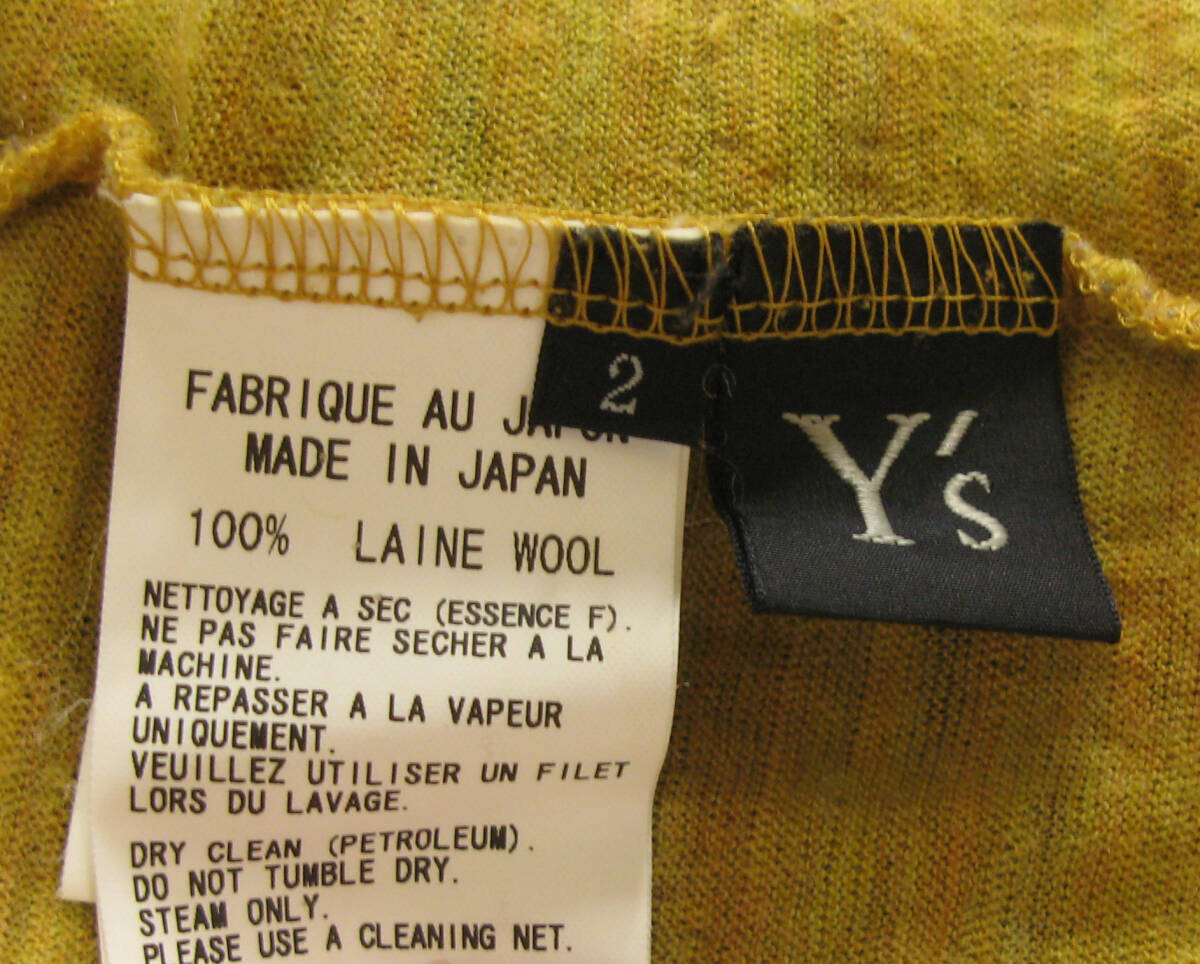 FABRIQUE AU JAPON
MADE IN JAPAN
100% LAINE WOOL
NETTOYAGE A SEC (ESSENCE F).
NE PAS FAIRE SECHER A LA
MACHINE.
A REPASSER A LA VAPEUR
UNIQUEMENT.
VEUILLEZ UTILISER UN FILET
LORS DU LAVAGE.
DRY CLEAN (PETROLEUM).
DO NOT TUMBLE DRY.
STEAM ONLY.
PLEASE USE A CLEANING NET.
2
Y's